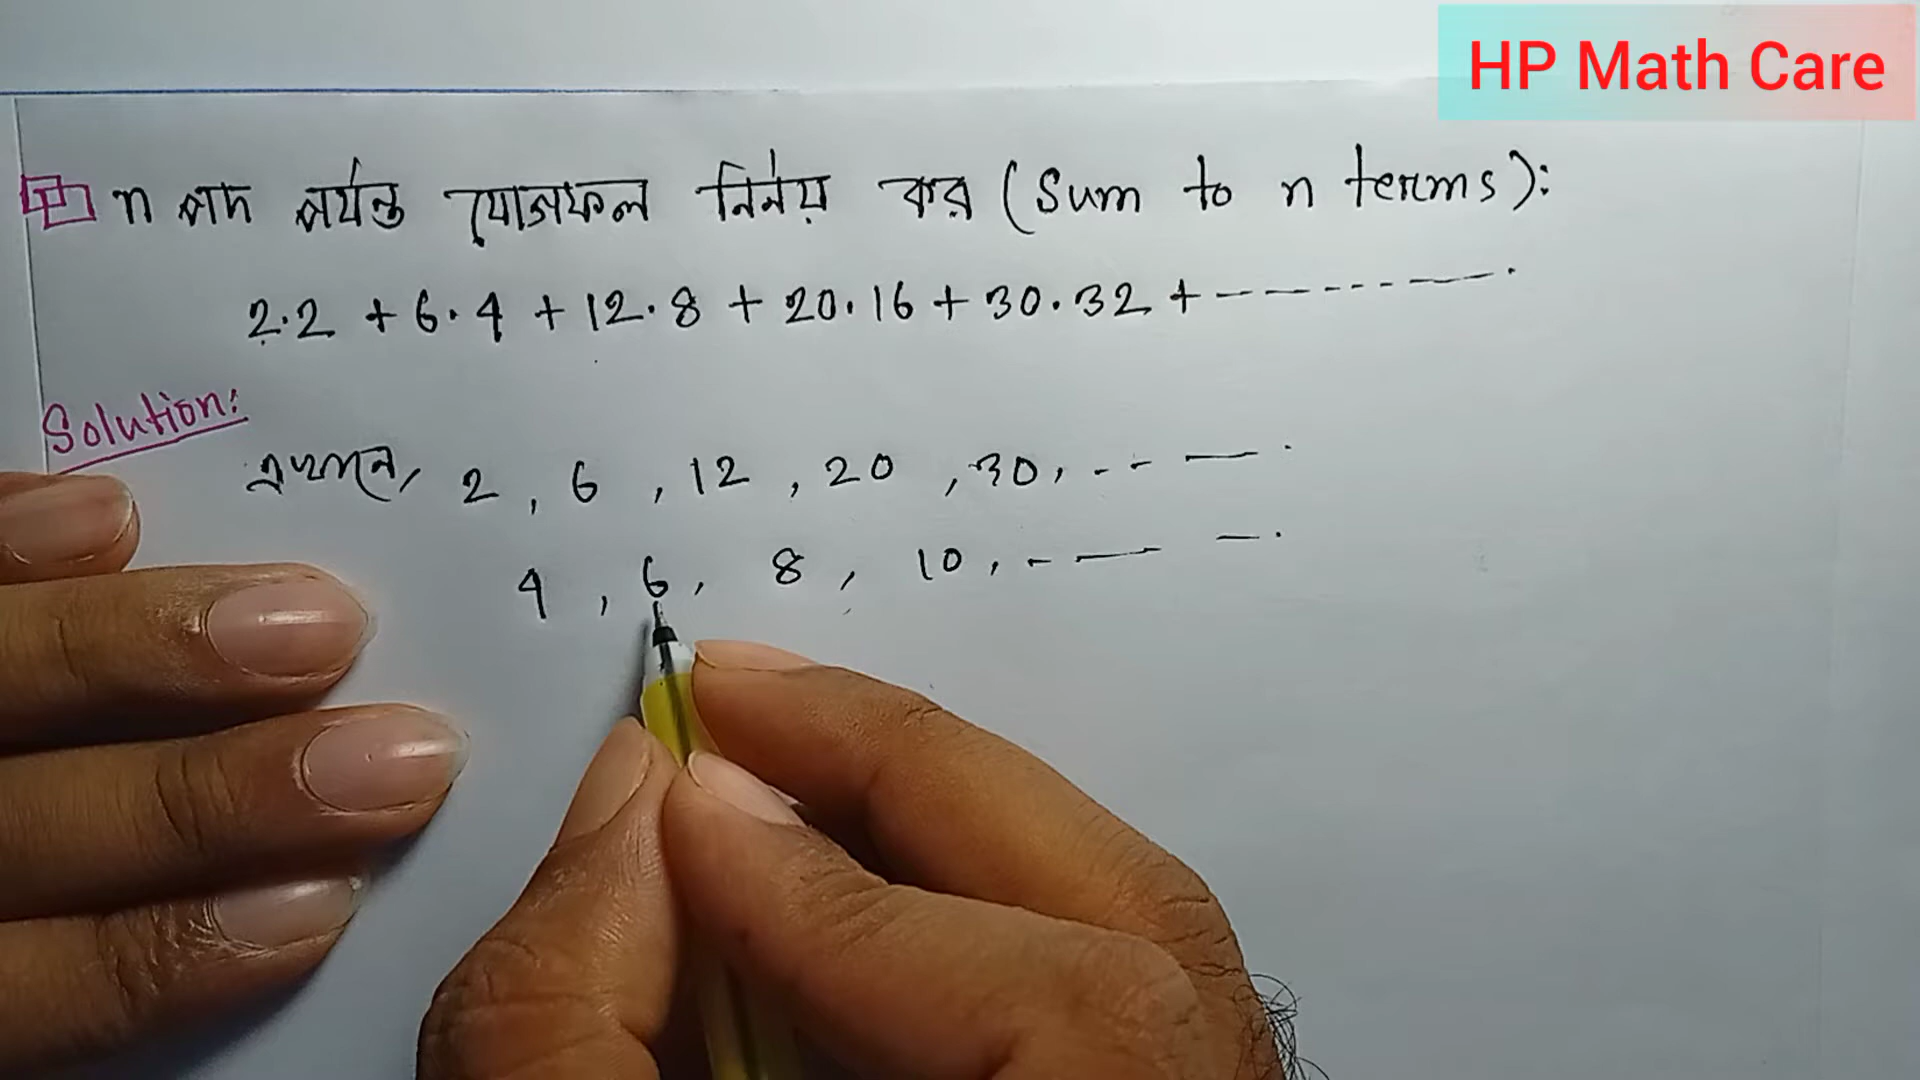 HP Math Care
n পদ পর্যন্ত যোগফল নির্নয় কর (Sum to n terms):
2.2 + 6.4 + 12.8 + 20.16 + 30.32 + ---------
Solution:
এখানে, 2, 6, 12, 20, 30, -----
4, 6, 8, 10, ----